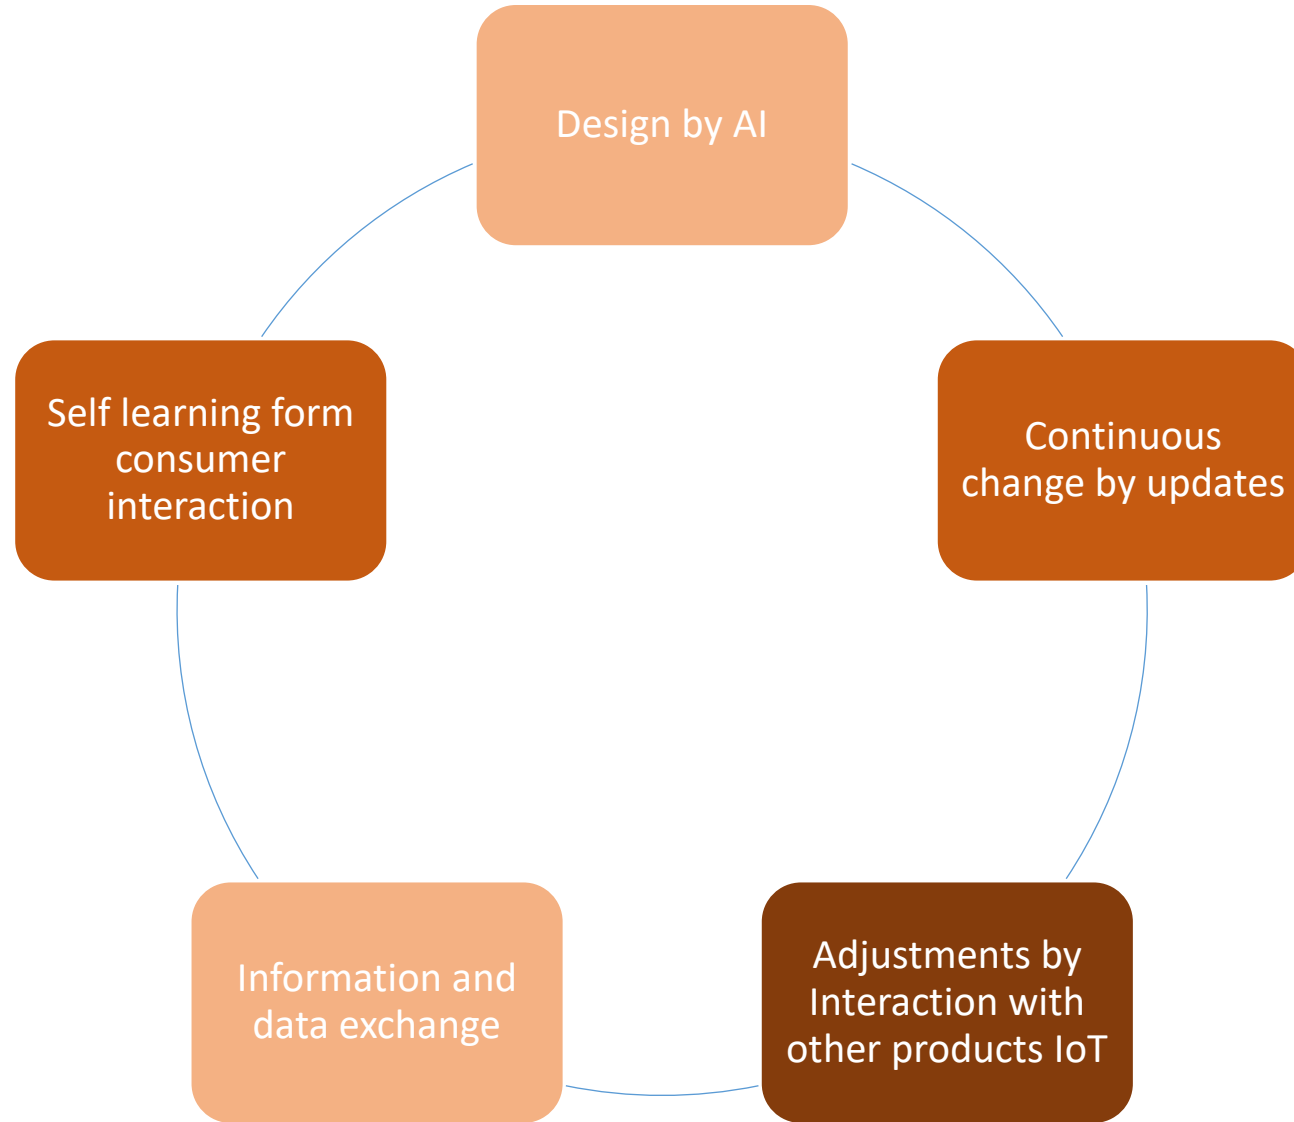 Design by AI
Self learning form
consumer
interaction
Continuous
change by updates
Information and
data exchange
Adjustments by
Interaction with
other products IoT